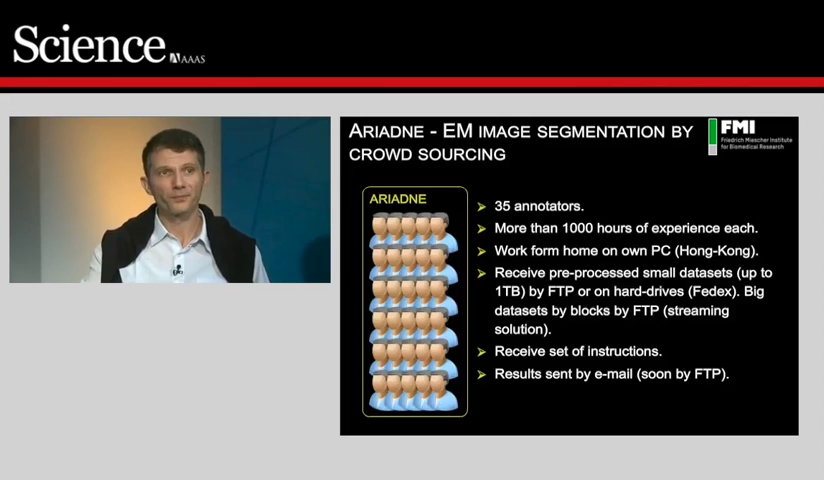 Science
AAAS
ARIADNE - EM IMAGE SEGMENTATION BY
CROWD SOURCING
FMI
Friedrich Miescher Institute
for Biomedical Research
ARIADNE
➢ 35 annotators.
➢ More than 1000 hours of experience each.
➢ Work form home on own PC (Hong-Kong).
➢ Receive pre-processed small datasets (up to
1TB) by FTP or on hard-drives (Fedex). Big
datasets by blocks by FTP (streaming
solution).
➢ Receive set of instructions.
➢ Results sent by e-mail (soon by FTP).